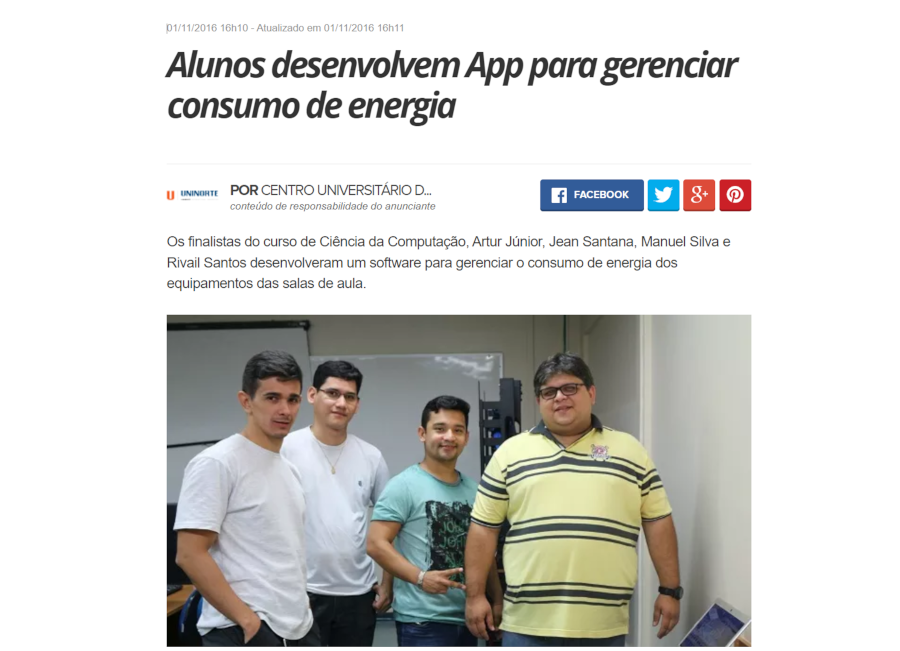 01/11/2016 16h10 - Atualizado em 01/11/2016 16h11
Alunos desenvolvem App para gerenciar
consumo de energia
UNINORTE
POR CENTRO UNIVERSITÁRIO D...
conteúdo de responsabilidade do anunciante
FACEBOOK
Os finalistas do curso de Ciência da Computação, Artur Júnior, Jean Santana, Manuel Silva e
Rivail Santos desenvolveram um software para gerenciar o consumo de energia dos
equipamentos das salas de aula.